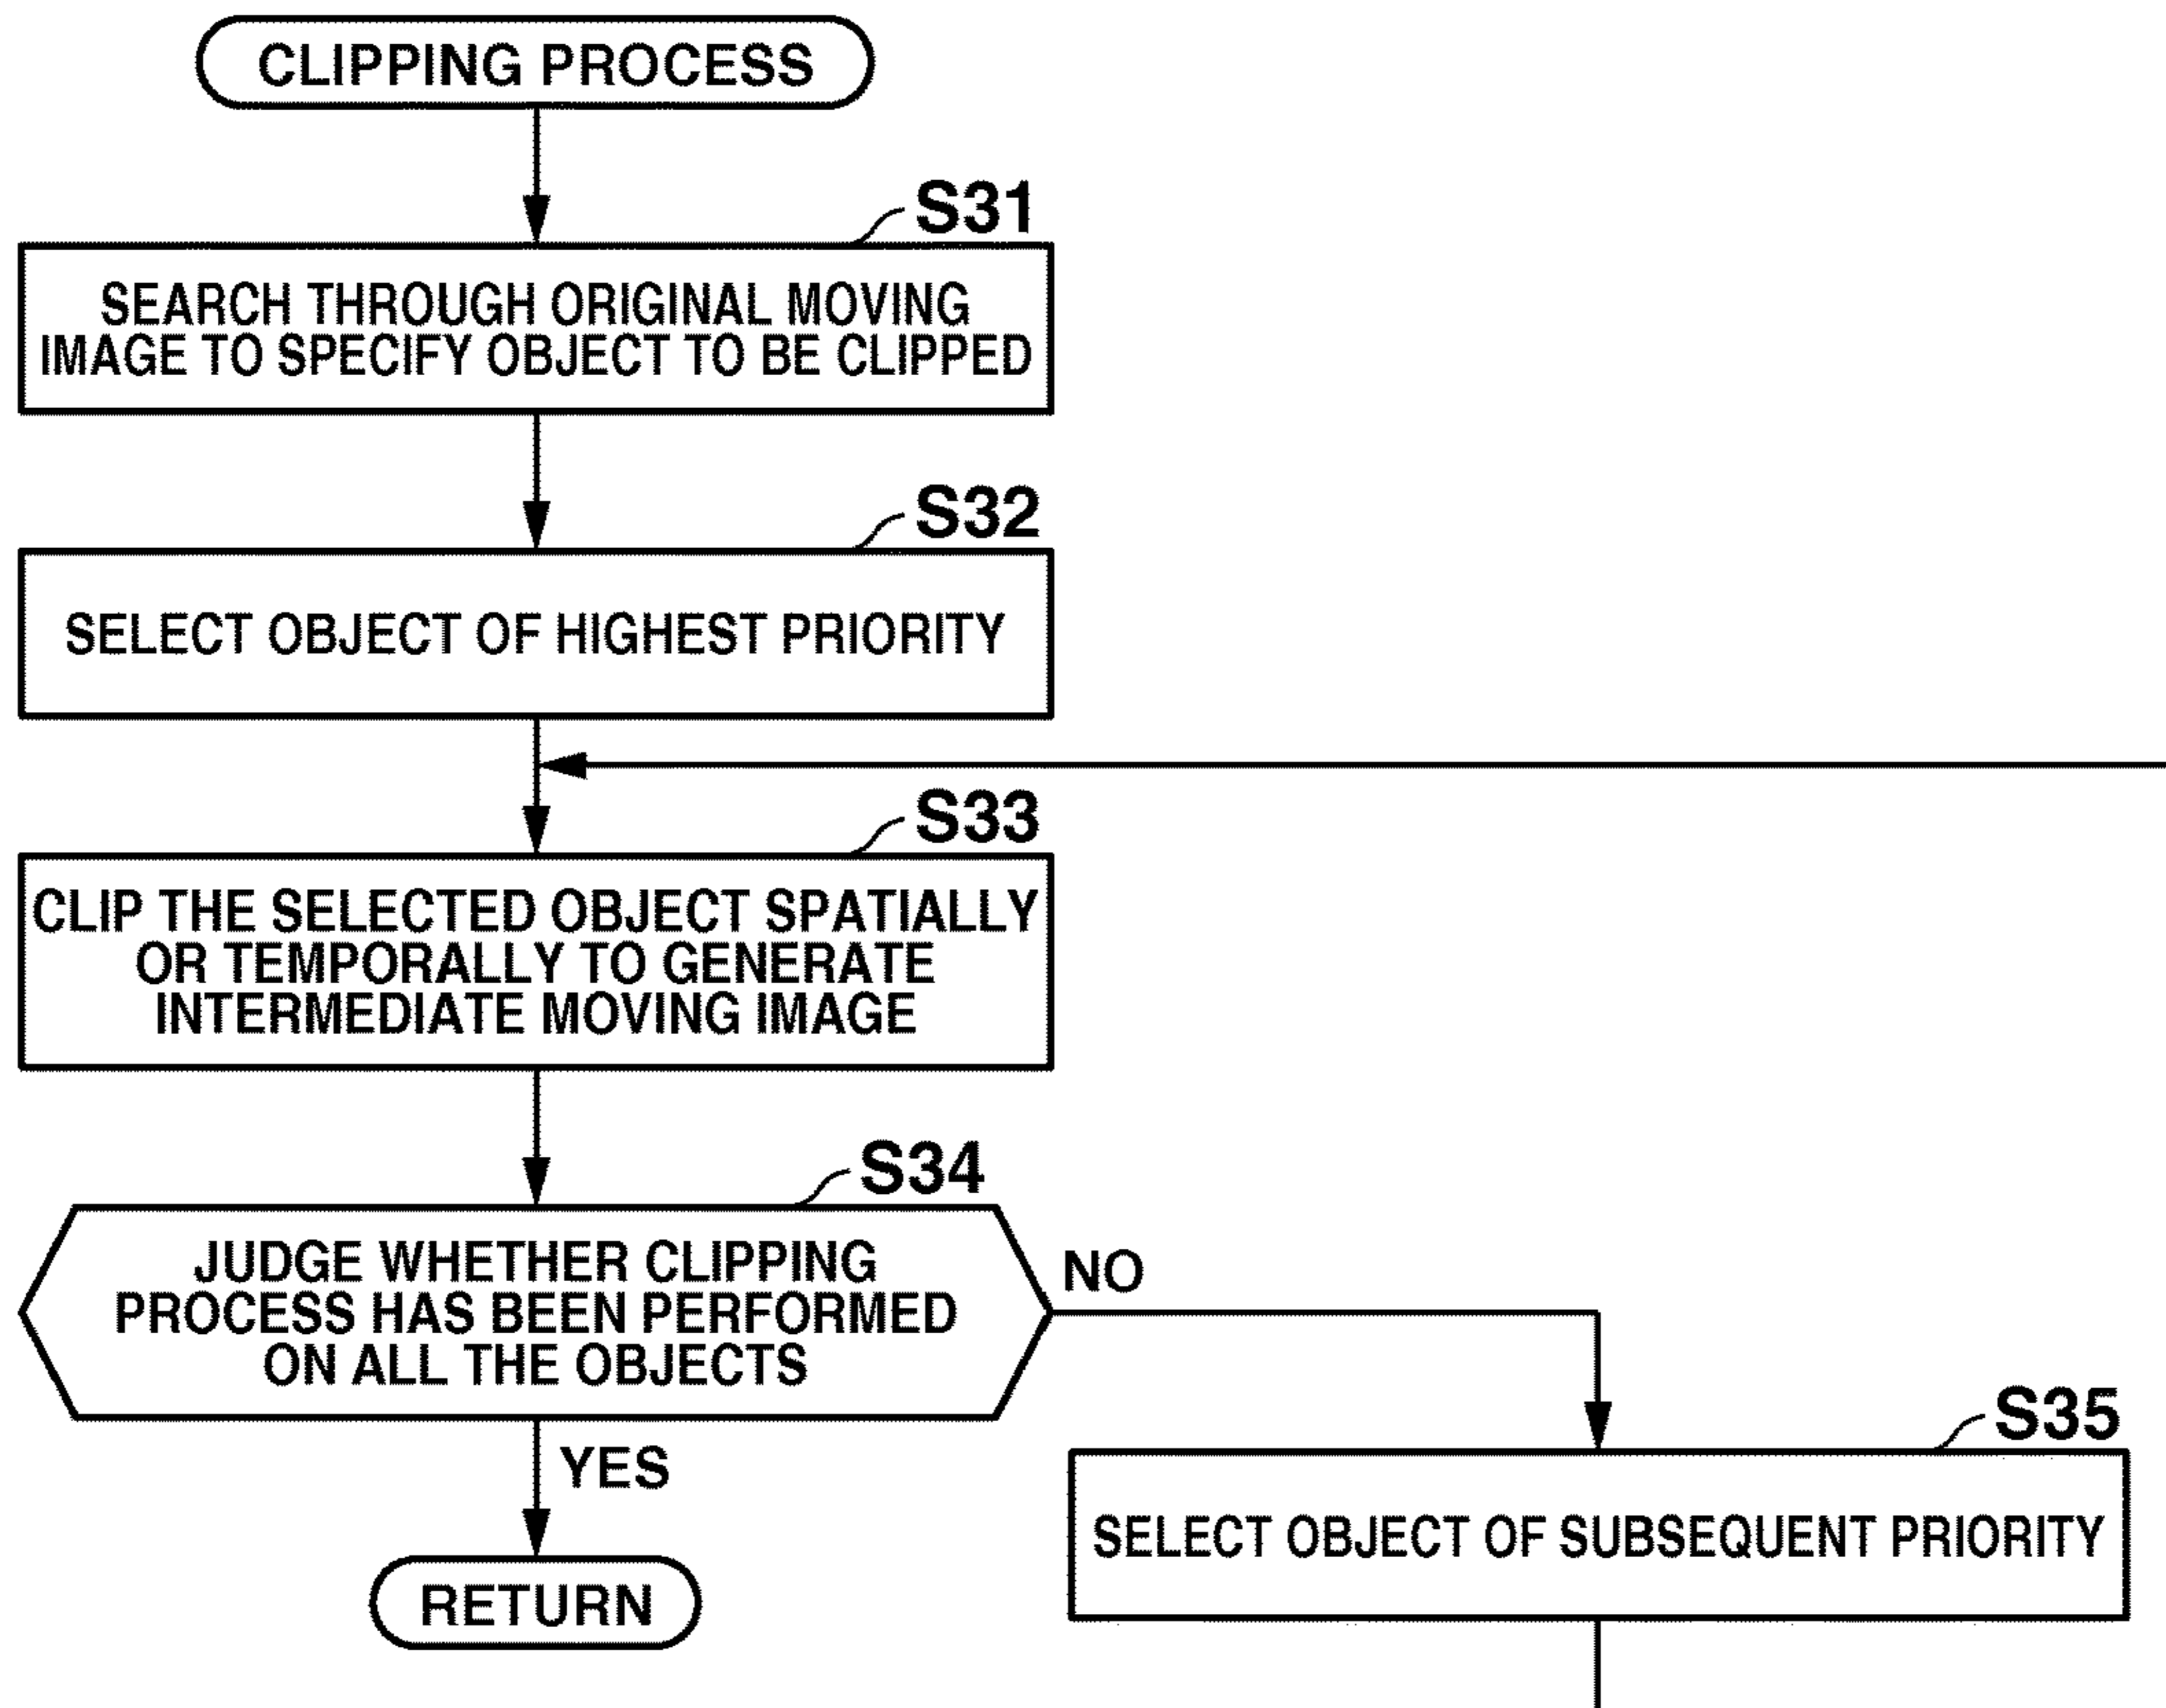 CLIPPING PROCESS
S31
SEARCH THROUGH ORIGINAL MOVING
IMAGE TO SPECIFY OBJECT TO BE CLIPPED
S32
SELECT OBJECT OF HIGHEST PRIORITY
S33
CLIP THE SELECTED OBJECT SPATIALLY
OR TEMPORALLY TO GENERATE
INTERMEDIATE MOVING IMAGE
S34
JUDGE WHETHER CLIPPING
PROCESS HAS BEEN PERFORMED
ON ALL THE OBJECTS
NO
YES
S35
SELECT OBJECT OF SUBSEQUENT PRIORITY
RETURN